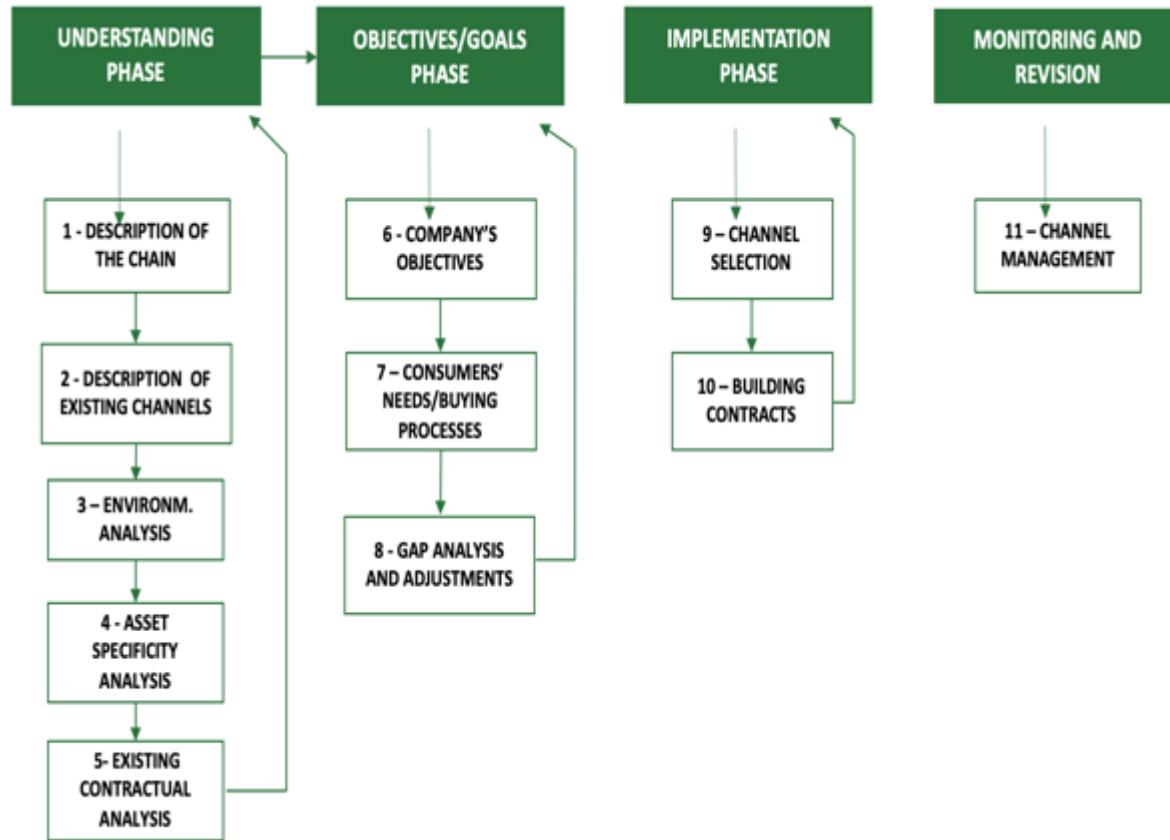 UNDERSTANDING
PHASE
OBJECTIVES/GOALS
PHASE
IMPLEMENTATION
PHASE
MONITORING AND
REVISION
1 - DESCRIPTION OF
THE CHAIN
2 - DESCRIPTION OF
EXISTING CHANNELS
3 – ENVIRONM.
ANALYSIS
4 - ASSET
SPECIFICITY
ANALYSIS
5- EXISTING
CONTRACTUAL
ANALYSIS
6 - COMPANY'S
OBJECTIVES
7 – CONSUMERS'
NEEDS/BUYING
PROCESSES
8 - GAP ANALYSIS
AND ADJUSTMENTS
9 – CHANNEL
SELECTION
10 – BUILDING
CONTRACTS
11 – CHANNEL
MANAGEMENT